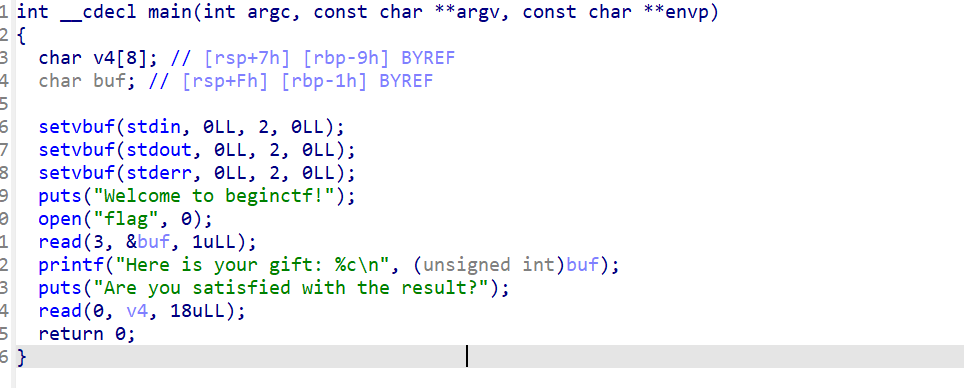 1 int __cdecl main(int argc, const char **argv, const char **envp)
2 {
3   char v4[8]; // [rsp+7h] [rbp-9h] BYREF
4   char buf; // [rsp+Fh] [rbp-1h] BYREF
5
6   setvbuf(stdin, 0LL, 2, 0LL);
7   setvbuf(stdout, 0LL, 2, 0LL);
8   setvbuf(stderr, 0LL, 2, 0LL);
9   puts("Welcome to beginctf!");
0   open("flag", 0);
1   read(3, &buf, 1uLL);
2   printf("Here is your gift: %c\n", (unsigned int)buf);
3   puts("Are you satisfied with the result?");
4   read(0, v4, 18uLL);
5   return 0;
6 }